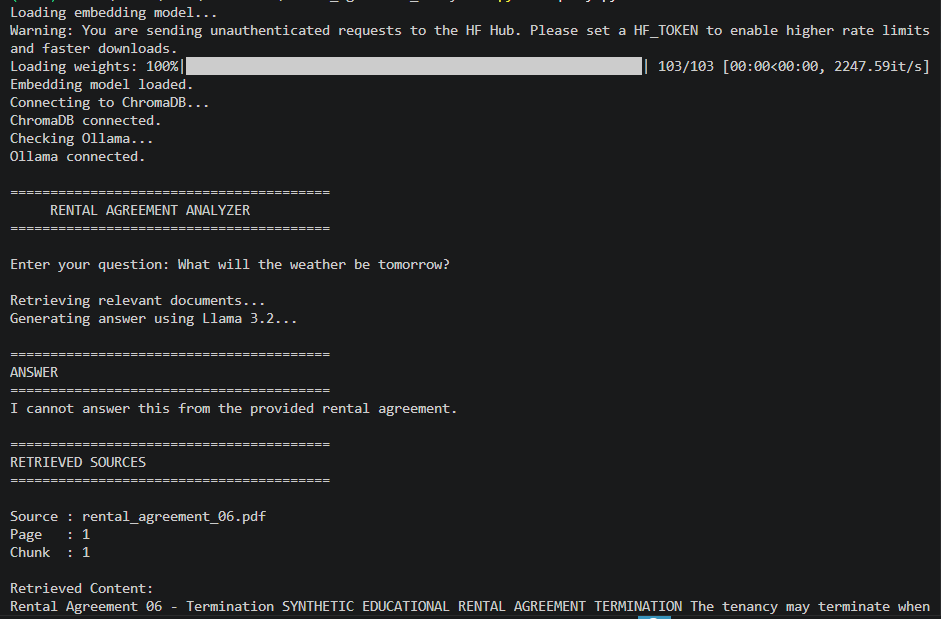 Loading embedding model...
Warning: You are sending unauthenticated requests to the HF Hub. Please set a HF_TOKEN to enable higher rate limits
and faster downloads.
Loading weights: 100%| | 103/103 [00:00<00:00, 2247.59it/s]
Embedding model loaded.
Connecting to ChromaDB...
ChromaDB connected.
Checking Ollama...
Ollama connected.
========================================
RENTAL AGREEMENT ANALYZER
========================================
Enter your question: What will the weather be tomorrow?
Retrieving relevant documents...
Generating answer using Llama 3.2...
========================================
ANSWER
========================================
I cannot answer this from the provided rental agreement.
========================================
RETRIEVED SOURCES
========================================
Source : rental_agreement_06.pdf
Page : 1
Chunk : 1
Retrieved Content:
Rental Agreement 06 - Termination SYNTHETIC EDUCATIONAL RENTAL AGREEMENT TERMINATION The tenancy may terminate when